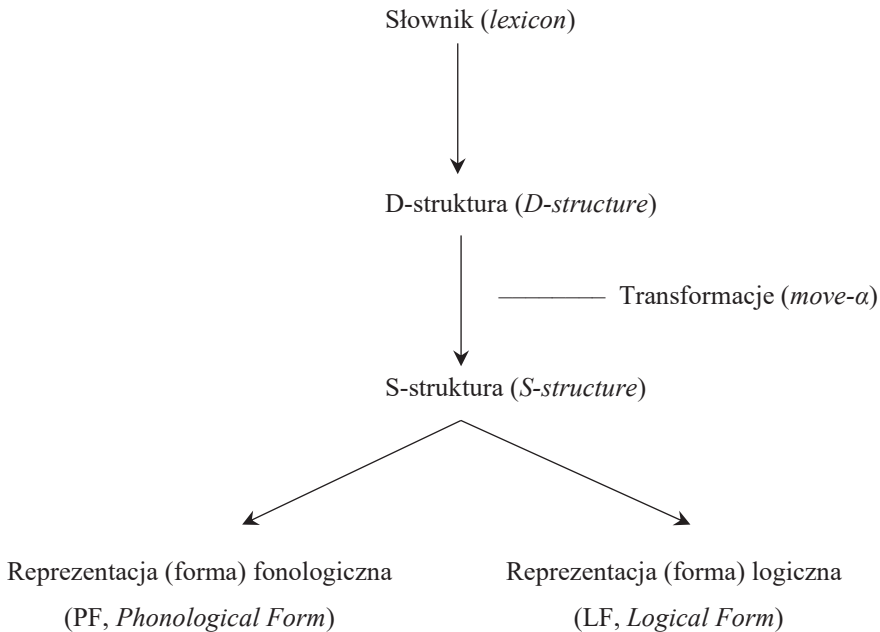 Słownik (lexicon)
D-struktura (D-structure)
Transformacje (move-α)
S-struktura (S-structure)
Reprezentacja (forma) fonologiczna
(PF, Phonological Form)
Reprezentacja (forma) logiczna
(LF, Logical Form)